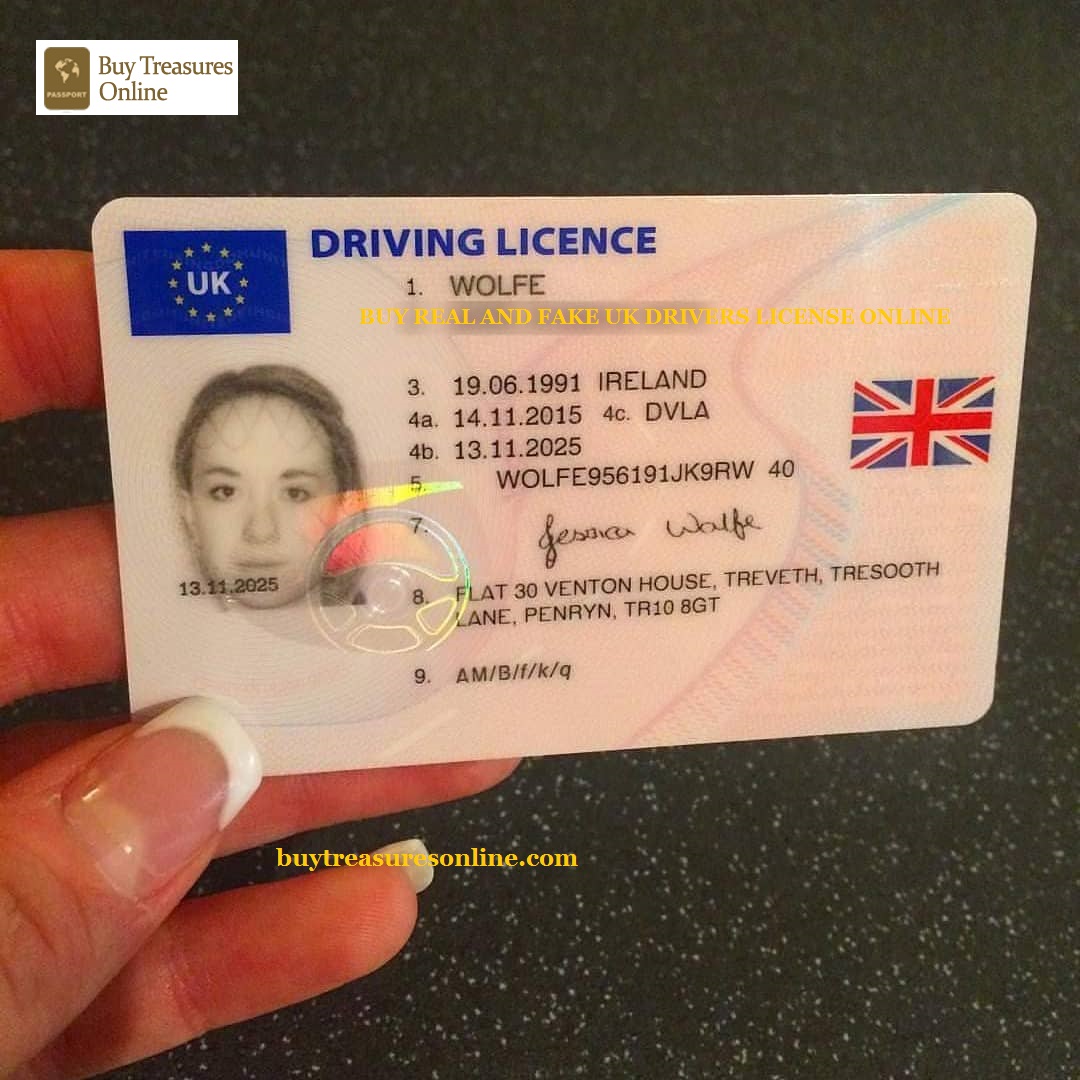 PASSPORT
Buy Treasures
Online
UK
DRIVING LICENCE
1. WOLFE
BUY REAL AND FAKE UK DRIVERS LICENSE ONLINE
3. 19.06.1991 IRELAND
4a. 14.11.2015 4c. DVLA
4b. 13.11.2025
5. WOLFE956191JK9RW 40
7. Jessica Wolfe
13.11.2025
8. FLAT 30 VENTON HOUSE, TREVETH, TRESOOTH
LANE, PENRYN, TR10 8GT
9. AM/B/f/k/q
buytreasuresonline.com